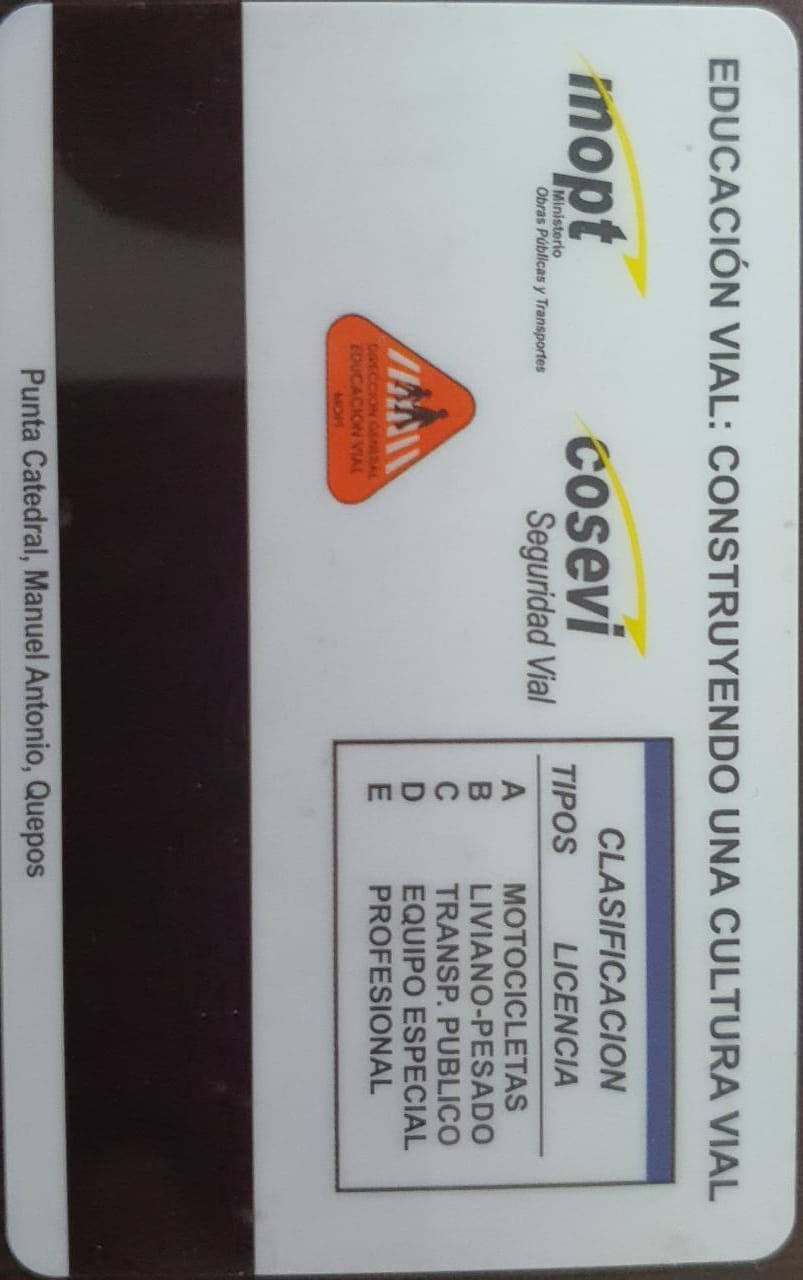 EDUCACIÓN VIAL: CONSTRUYENDO UNA CULTURA VIAL
mopt
Ministerio
Obras Públicas y Transportes
cosevi
Seguridad Vial
DIRECCION GENERAL
EDUCACION VIAL
MOPT
CLASIFICACION
TIPOS LICENCIA
A MOTOCICLETAS
B LIVIANO-PESADO
C TRANSP. PUBLICO
D EQUIPO ESPECIAL
E PROFESIONAL
Punta Catedral, Manuel Antonio, Quepos